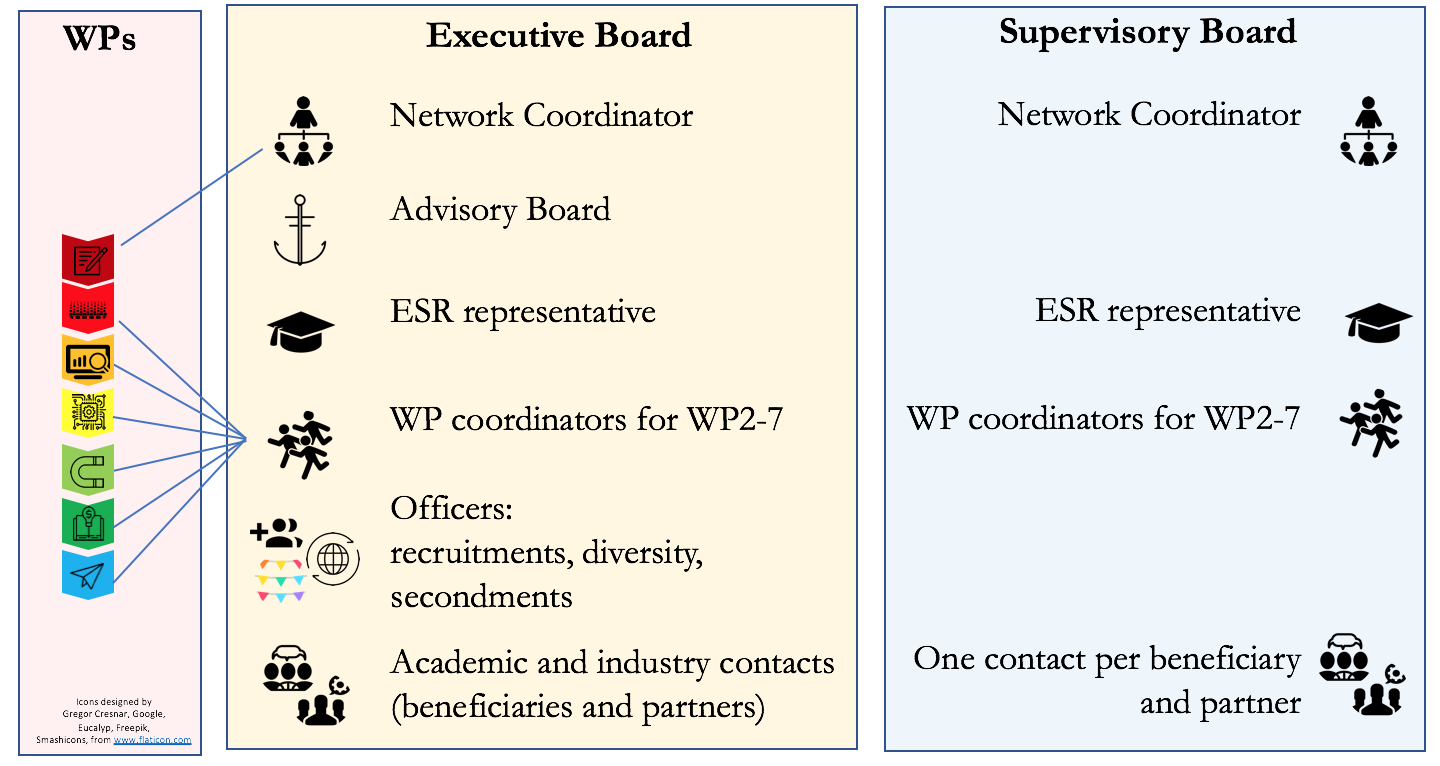 WPs
Icons designed by
Gregor Cresnar, Google,
Eucalyp, Freepik,
Smashicons, from www.flaticon.com
Executive Board
Network Coordinator
Advisory Board
ESR representative
WP coordinators for WP2-7
Officers:
recruitments, diversity,
secondments
Academic and industry contacts
(beneficiaries and partners)
Supervisory Board
Network Coordinator
ESR representative
WP coordinators for WP2-7
One contact per beneficiary
and partner